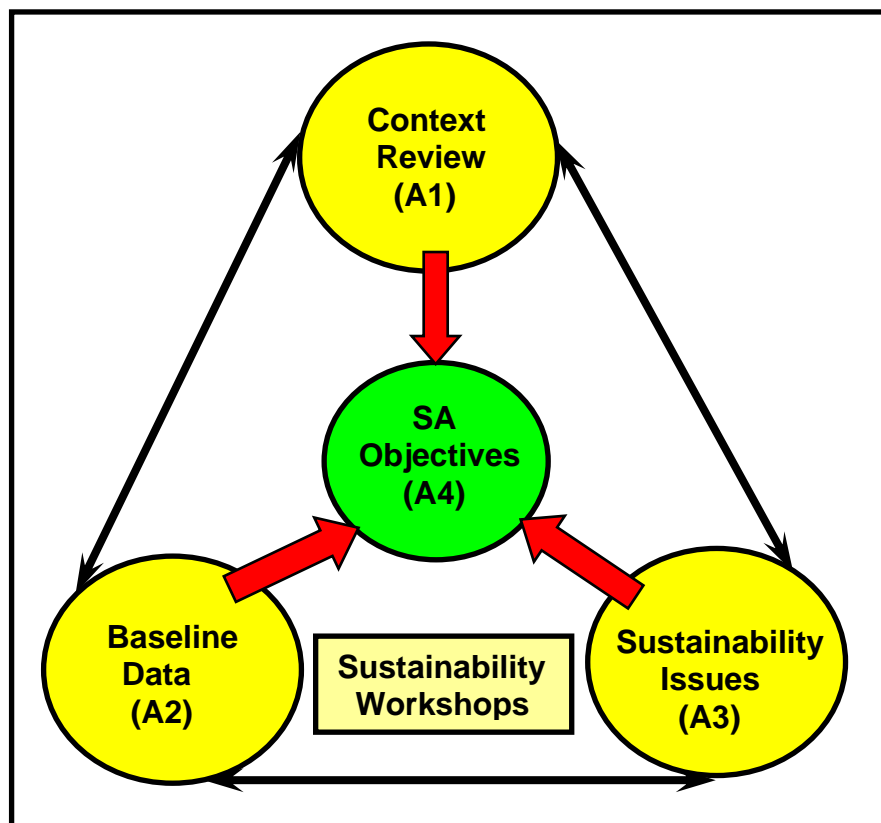 Context
Review
(A1)
SA
Objectives
(A4)
Baseline
Data
(A2)
Sustainability
Workshops
Sustainability
Issues
(A3)